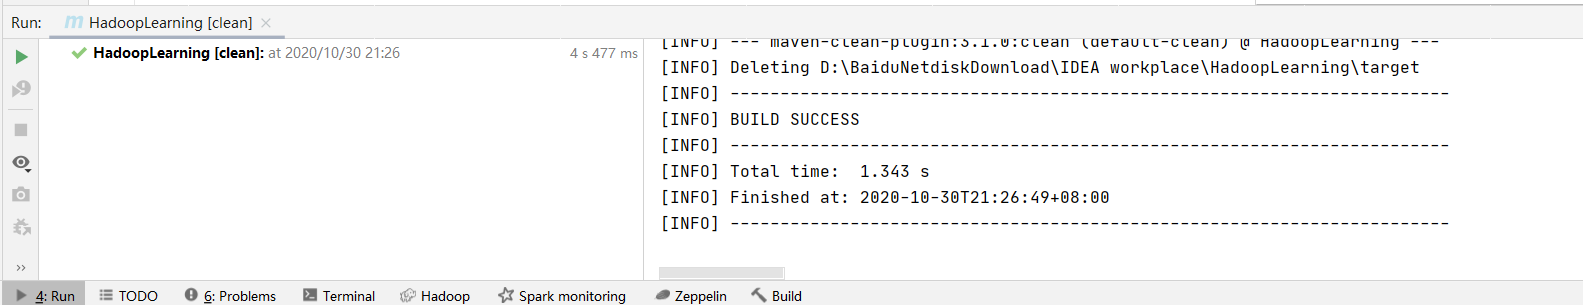 Run: HadoopLearning [clean]
HadoopLearning [clean]: at 2020/10/30 21:26 4 s 477 ms
[INFO] --- maven-clean-plugin:3.1.0:clean (default-clean) @ HadoopLearning ---
[INFO] Deleting D:\BaiduNetdiskDownload\IDEA workplace\HadoopLearning\target
[INFO] ------------------------------------------------------------------------
[INFO] BUILD SUCCESS
[INFO] ------------------------------------------------------------------------
[INFO] Total time:  1.343 s
[INFO] Finished at: 2020-10-30T21:26:49+08:00
[INFO] ------------------------------------------------------------------------
4: Run TODO 6: Problems Terminal Hadoop Spark monitoring Zeppelin Build